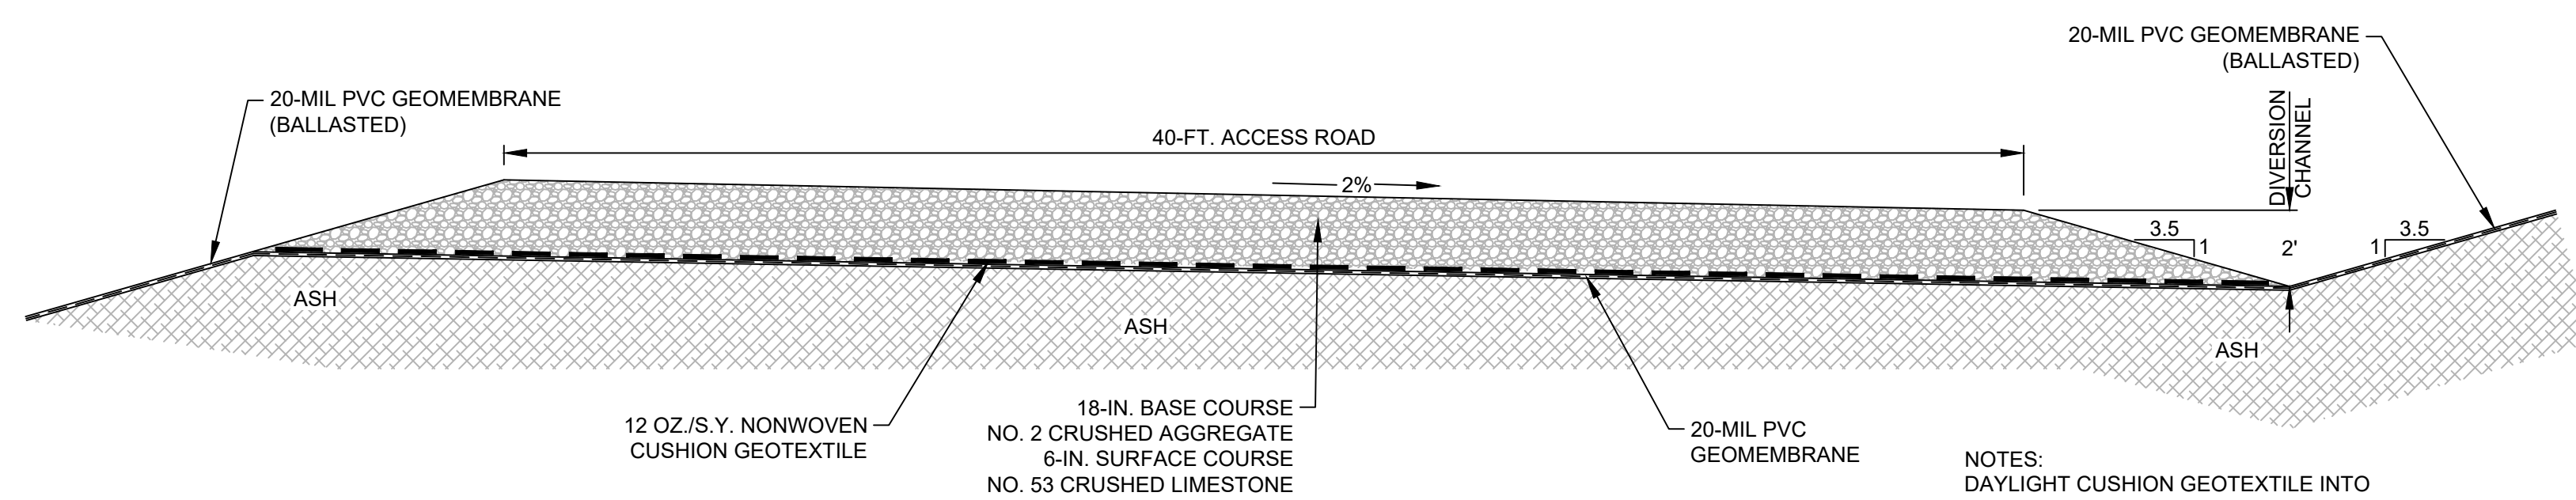 20-MIL PVC GEOMEMBRANE
(BALLASTED)
20-MIL PVC GEOMEMBRANE
(BALLASTED)
40-FT. ACCESS ROAD
DIVERSION
CHANNEL
2%
3.5
1
2'
1
3.5
ASH
ASH
ASH
12 OZ./S.Y. NONWOVEN
CUSHION GEOTEXTILE
18-IN. BASE COURSE
NO. 2 CRUSHED AGGREGATE
6-IN. SURFACE COURSE
NO. 53 CRUSHED LIMESTONE
20-MIL PVC
GEOMEMBRANE
NOTES:
DAYLIGHT CUSHION GEOTEXTILE INTO